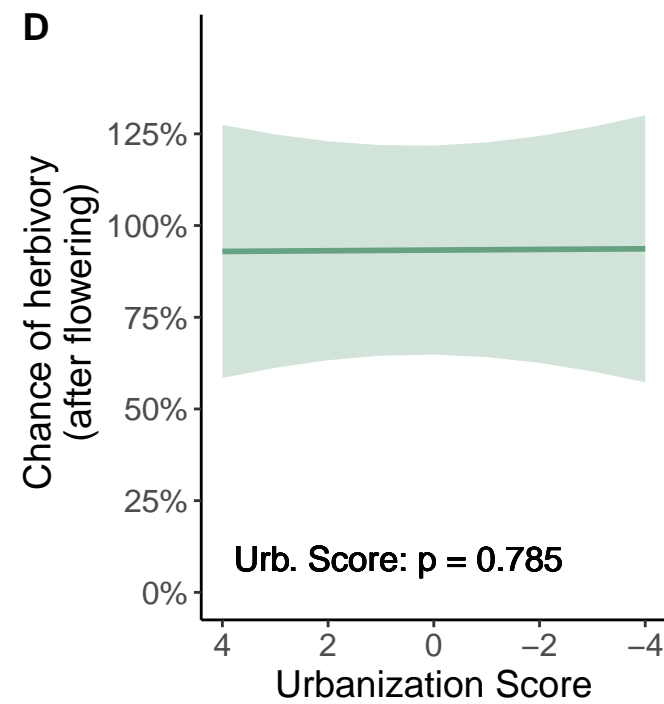 D
Chance of herbivory
(after flowering)
125%
100%
75%
50%
25%
0%
Urb. Score: p = 0.785
4 2 0 −2 −4
Urbanization Score